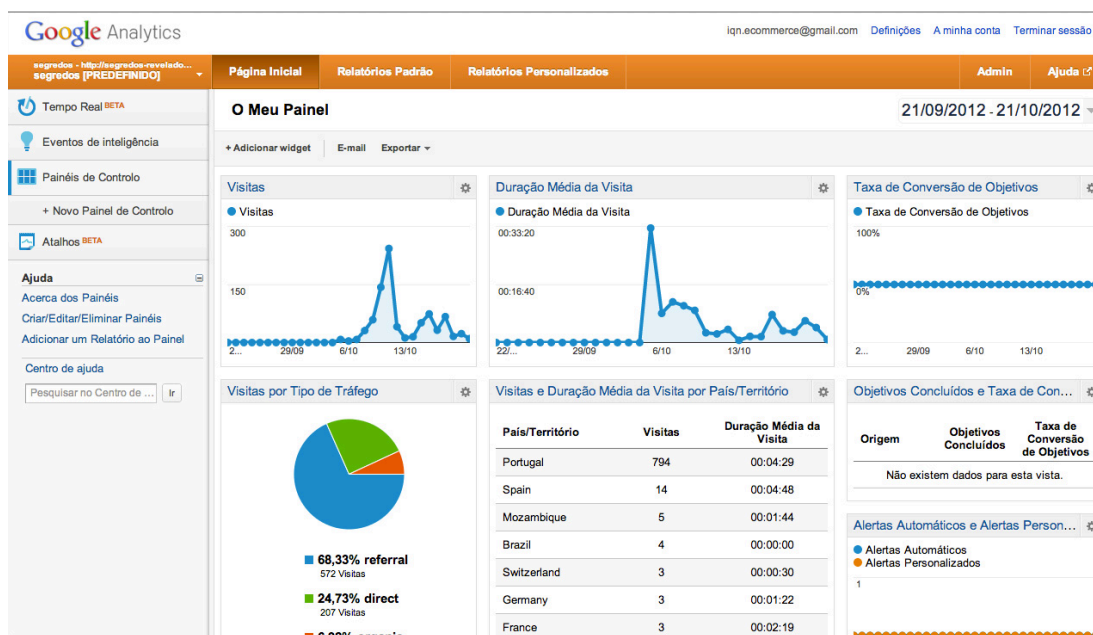 Google Analytics
iqn.ecommerce@gmail.com Definições A minha conta Terminar sessão
segredos - http://segredos-revelado...
segredos [PREDEFINIDO]
Página Inicial Relatórios Padrão Relatórios Personalizados Admin Ajuda
Tempo Real BETA
Eventos de inteligência
Painéis de Controlo
+ Novo Painel de Controlo
Atalhos BETA
Ajuda
Acerca dos Painéis
Criar/Editar/Eliminar Painéis
Adicionar um Relatório ao Painel
Centro de ajuda
Pesquisar no Centro de ... Ir
O Meu Painel
21/09/2012 - 21/10/2012
+ Adicionar widget E-mail Exportar
Visitas
Visitas
300
150
2... 29/09 6/10 13/10
Duração Média da Visita
Duração Média da Visita
00:33:20
00:16:40
22/... 29/09 6/10 13/10
Taxa de Conversão de Objetivos
Taxa de Conversão de Objetivos
100%
0%
2... 29/09 6/10 13/10
Visitas por Tipo de Tráfego
68,33% referral
572 Visitas
24,73% direct
207 Visitas
Visitas e Duração Média da Visita por País/Território
País/Território Visitas Duração Média da Visita
Portugal 794 00:04:29
Spain 14 00:04:48
Mozambique 5 00:01:44
Brazil 4 00:00:00
Switzerland 3 00:00:30
Germany 3 00:01:22
France 3 00:02:19
Objetivos Concluídos e Taxa de Con...
Origem Objetivos Concluídos Taxa de Conversão de Objetivos
Não existem dados para esta vista.
Alertas Automáticos e Alertas Person...
Alertas Automáticos
Alertas Personalizados
1